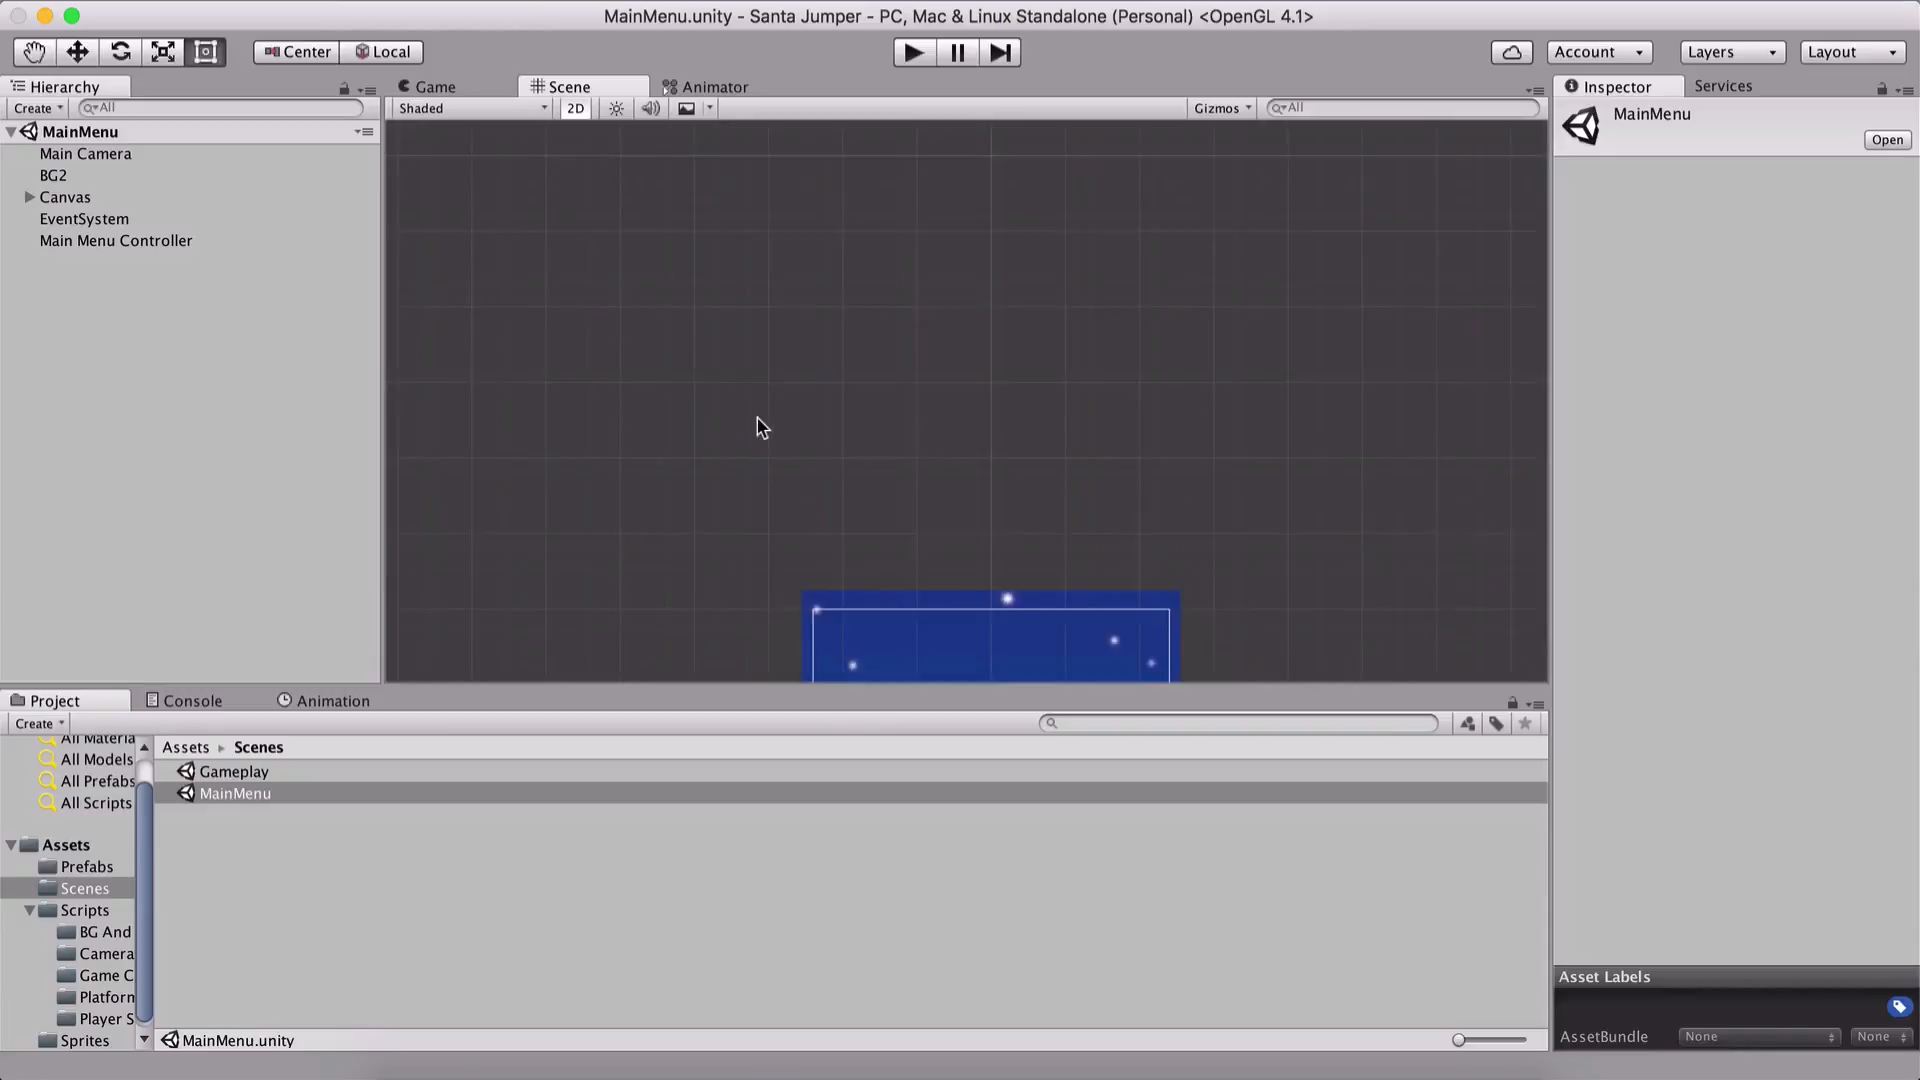 MainMenu.unity - Santa Jumper - PC, Mac & Linux Standalone (Personal) <OpenGL 4.1>
Center Local Account Layers Layout
Hierarchy Game Scene Animator Inspector Services
Create All Shaded 2D Gizmos All
MainMenu
Main Camera
BG2
Canvas
EventSystem
Main Menu Controller
MainMenu
Open
Project Console Animation
Create
All Materia
All Models
All Prefabs
All Scripts
Assets
Prefabs
Scenes
Scripts
BG And
Camera
Game C
Platforn
Player S
Sprites
Assets Scenes
Gameplay
MainMenu
MainMenu.unity
Asset Labels
AssetBundle None None